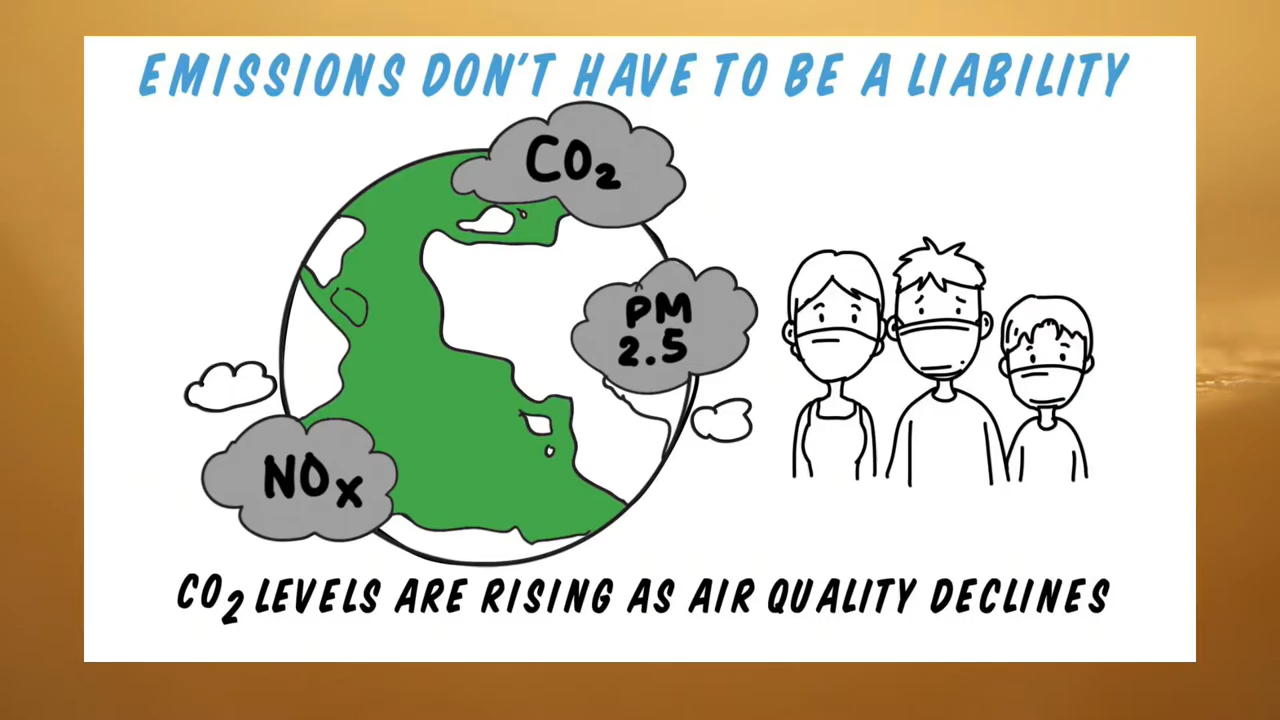 EMISSIONS DON'T HAVE TO BE A LIABILITY
CO₂
PM
2.5
NOx
CO₂ LEVELS ARE RISING AS AIR QUALITY DECLINES